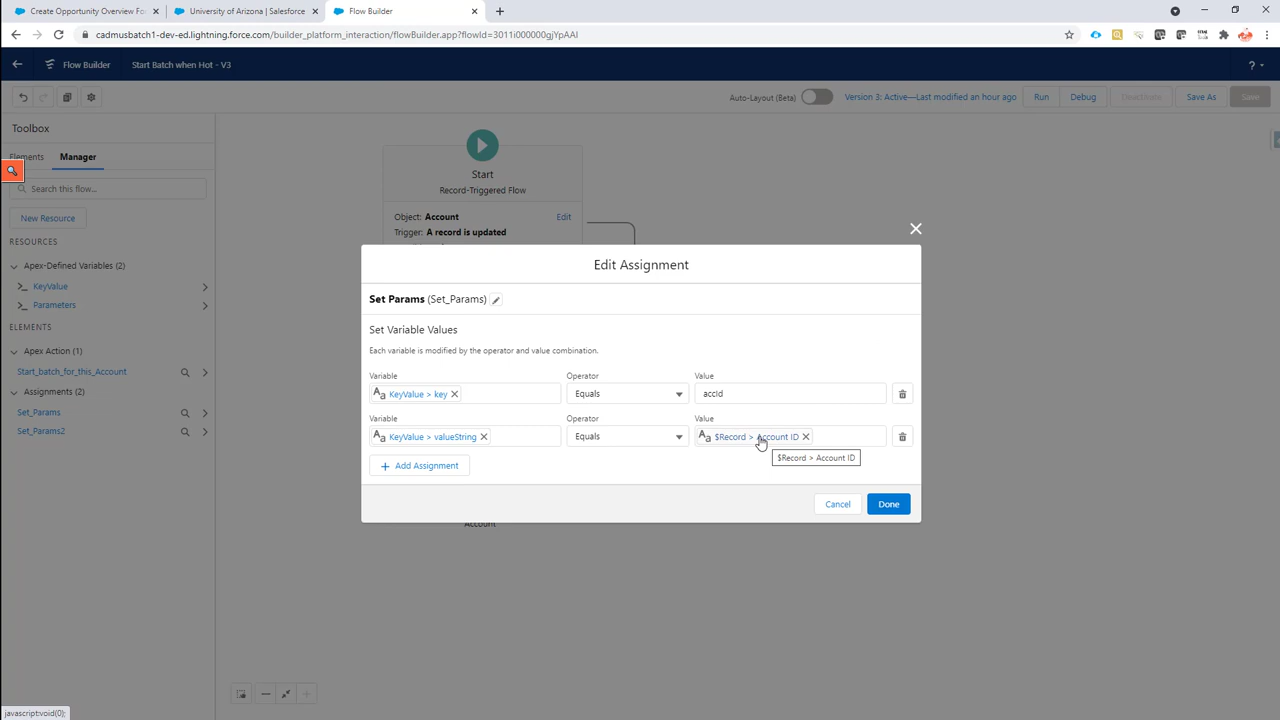 Create Opportunity Overview For
University of Arizona | Salesforce
Flow Builder
cadmusbatch1-dev-ed.lightning.force.com/builder_platform_interaction/flowBuilder.app?flowId=3011i000000gjYpAAI
Flow Builder
Start Batch when Hot - V3
?
Auto-Layout (Beta)
Version 3: Active—Last modified an hour ago
Run
Debug
Deactivate
Save As
Save
Toolbox
Elements
Manager
Search this flow...
New Resource
RESOURCES
Apex-Defined Variables (2)
KeyValue
Parameters
ELEMENTS
Apex Action (1)
Start_batch_for_this_Account
Assignments (2)
Set_Params
Set_Params2
Start
Record-Triggered Flow
Object: Account
Edit
Trigger: A record is updated
Edit Assignment
Set Params (Set_Params)
Set Variable Values
Each variable is modified by the operator and value combination.
Variable
Operator
Value
Aa KeyValue > key
Equals
accId
Variable
Operator
Value
Aa KeyValue > valueString
Equals
Aa $Record > Account ID
$Record > Account ID
Add Assignment
Cancel
Done
Account
javascript:void(0);